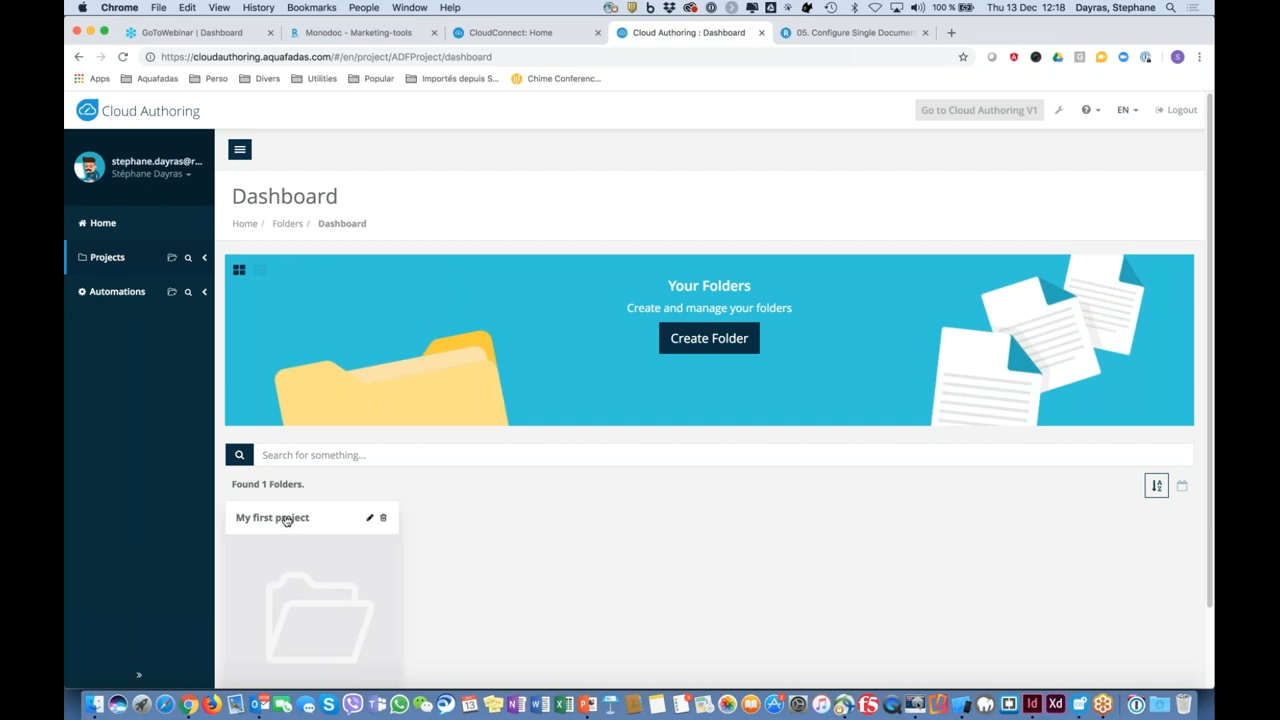 Chrome File Edit View History Bookmarks People Window Help 100 % Thu 13 Dec 12:18 Dayras, Stephane
GoToWebinar | Dashboard Monodoc - Marketing-tools CloudConnect: Home Cloud Authoring : Dashboard 05. Configure Single Documen
https://cloudauthoring.aquafadas.com/#/en/project/ADFProject/dashboard
Apps Aquafadas Perso Divers Utilities Popular Importés depuis S... Chime Conferenc...
Cloud Authoring Go to Cloud Authoring V1 EN Logout
stephane.dayras@r...
Stéphane Dayras
Home
Projects
Automations
Dashboard
Home / Folders / Dashboard
Your Folders
Create and manage your folders
Create Folder
Search for something...
Found 1 Folders.
My first project